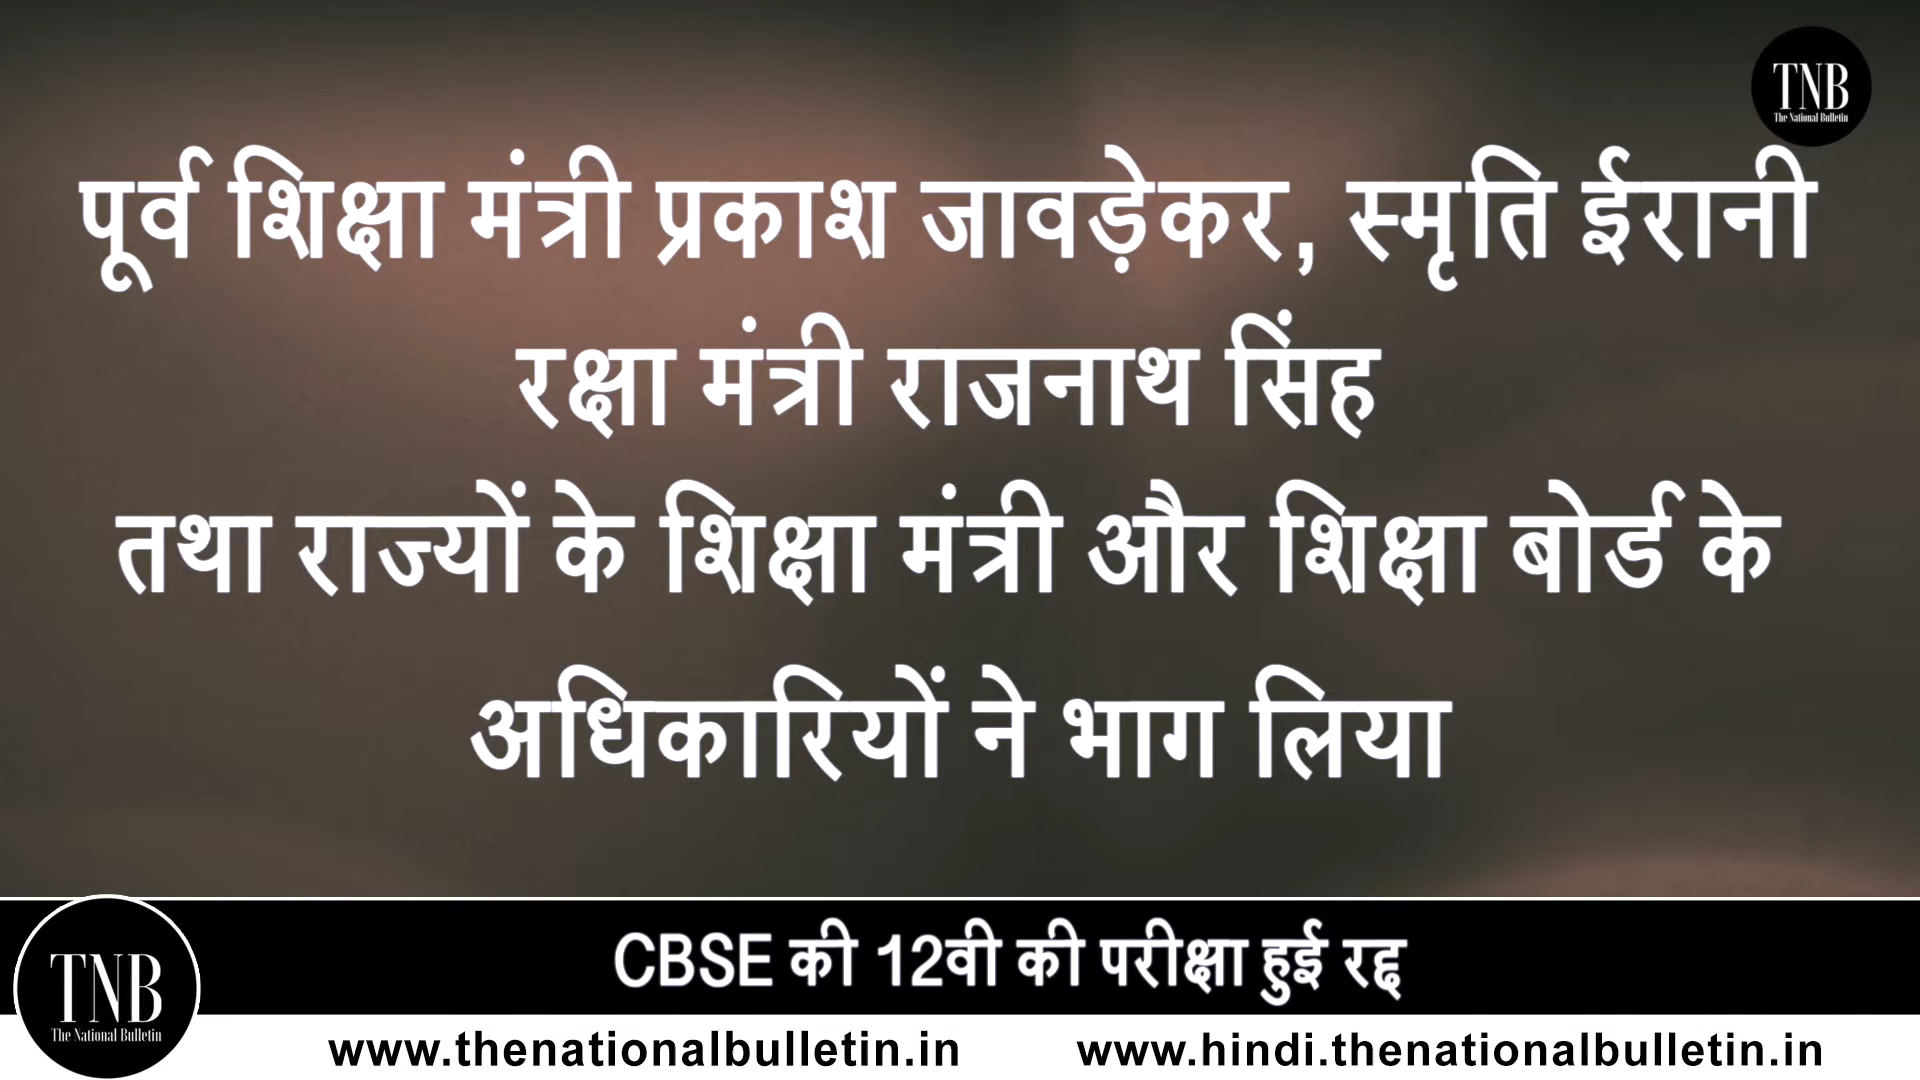 TNB
The National Bulletin
पूर्व शिक्षा मंत्री प्रकाश जावड़ेकर, स्मृति ईरानी
रक्षा मंत्री राजनाथ सिंह
तथा राज्यों के शिक्षा मंत्री और शिक्षा बोर्ड के
अधिकारियों ने भाग लिया
CBSE की 12वी की परीक्षा हुई रद्द
TNB
The National Bulletin
www.thenationalbulletin.in www.hindi.thenationalbulletin.in